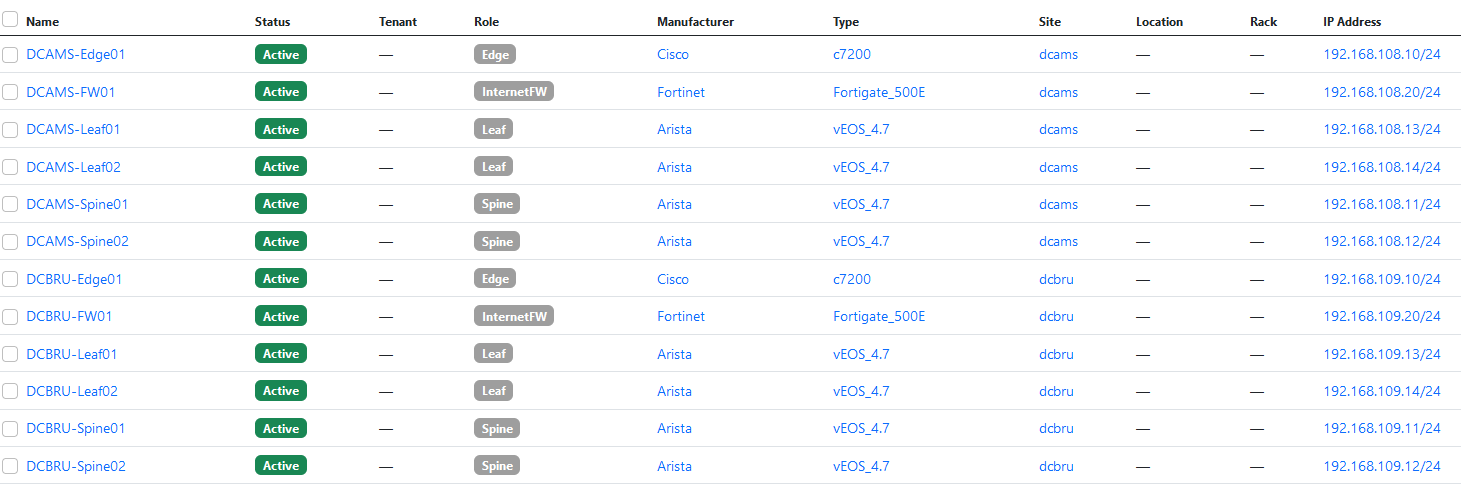 Name Status Tenant Role Manufacturer Type Site Location Rack IP Address
DCAMS-Edge01 Active — Edge Cisco c7200 dcams — — 192.168.108.10/24
DCAMS-FW01 Active — InternetFW Fortinet Fortigate_500E dcams — — 192.168.108.20/24
DCAMS-Leaf01 Active — Leaf Arista vEOS_4.7 dcams — — 192.168.108.13/24
DCAMS-Leaf02 Active — Leaf Arista vEOS_4.7 dcams — — 192.168.108.14/24
DCAMS-Spine01 Active — Spine Arista vEOS_4.7 dcams — — 192.168.108.11/24
DCAMS-Spine02 Active — Spine Arista vEOS_4.7 dcams — — 192.168.108.12/24
DCBRU-Edge01 Active — Edge Cisco c7200 dcbru — — 192.168.109.10/24
DCBRU-FW01 Active — InternetFW Fortinet Fortigate_500E dcbru — — 192.168.109.20/24
DCBRU-Leaf01 Active — Leaf Arista vEOS_4.7 dcbru — — 192.168.109.13/24
DCBRU-Leaf02 Active — Leaf Arista vEOS_4.7 dcbru — — 192.168.109.14/24
DCBRU-Spine01 Active — Spine Arista vEOS_4.7 dcbru — — 192.168.109.11/24
DCBRU-Spine02 Active — Spine Arista vEOS_4.7 dcbru — — 192.168.109.12/24